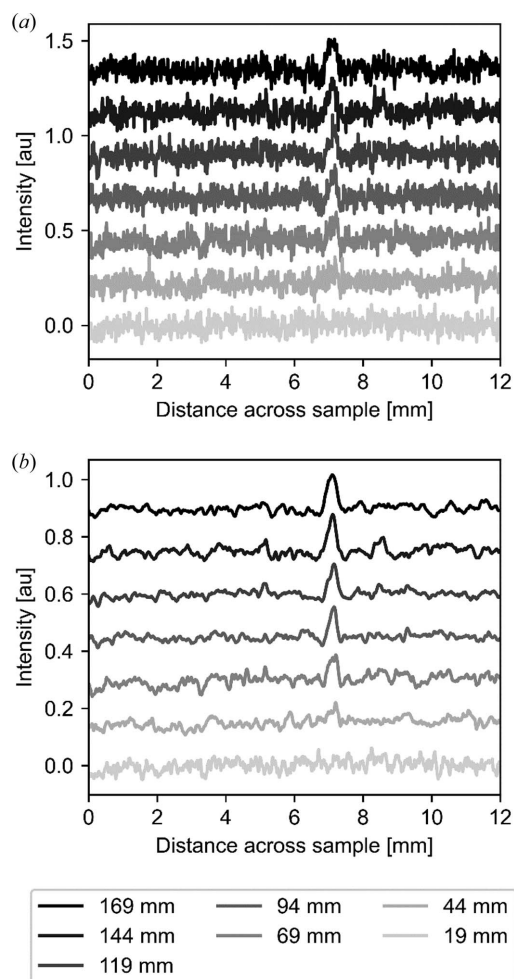 (a)
1.5
1.0
0.5
0.0
Intensity [au]
0 2 4 6 8 10 12
Distance across sample [mm]
(b)
1.0
0.8
0.6
0.4
0.2
0.0
Intensity [au]
0 2 4 6 8 10 12
Distance across sample [mm]
169 mm 94 mm 44 mm
144 mm 69 mm 19 mm
119 mm